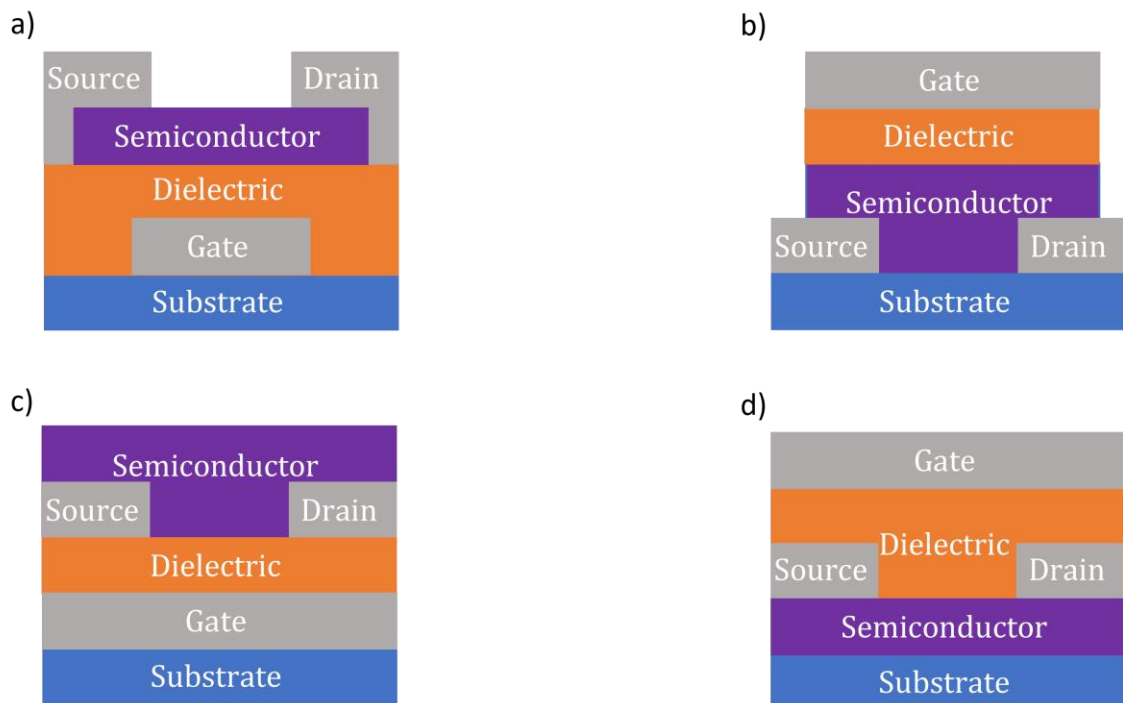 a)
Source
Drain
Semiconductor
Dielectric
Gate
Substrate
b)
Gate
Dielectric
Semiconductor
Source
Drain
Substrate
c)
Semiconductor
Source
Drain
Dielectric
Gate
Substrate
d)
Gate
Dielectric
Source
Drain
Semiconductor
Substrate